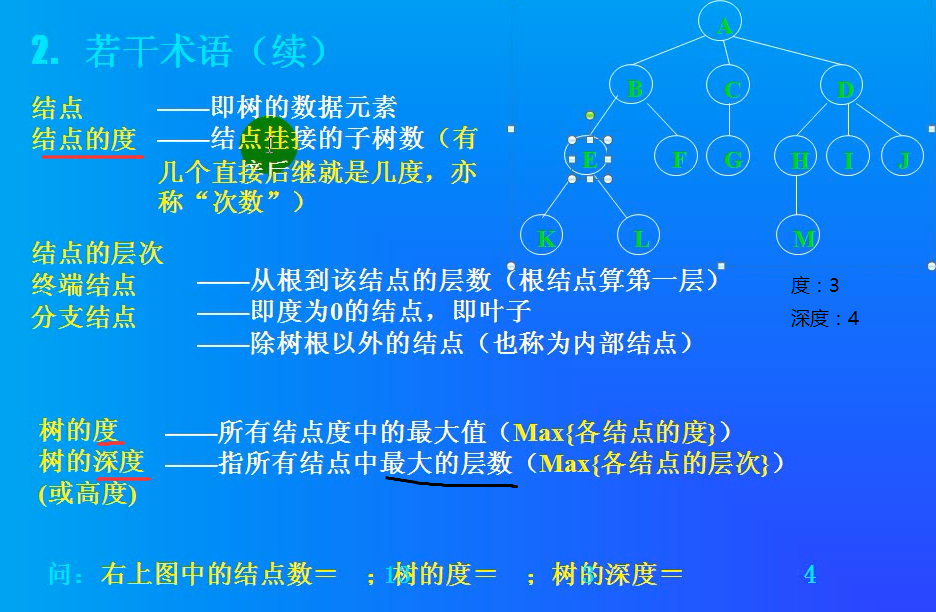 2. 若干术语（续）
结点 ——即树的数据元素
结点的度 ——结点挂接的子树数（有
几个直接后继就是几度，亦
称“次数”）
结点的层次 ——从根到该结点的层数（根结点算第一层）
终端结点 ——即度为0的结点，即叶子
分支结点 ——除树根以外的结点（也称为内部结点）
树的度 ——所有结点度中的最大值（Max{各结点的度}）
树的深度 ——指所有结点中最大的层数（Max{各结点的层次}）
(或高度)
问：右上图中的结点数＝ 13；树的度＝ 3；树的深度＝ 4
A
B C D
E F G H I J
K L M
度：3
深度：4